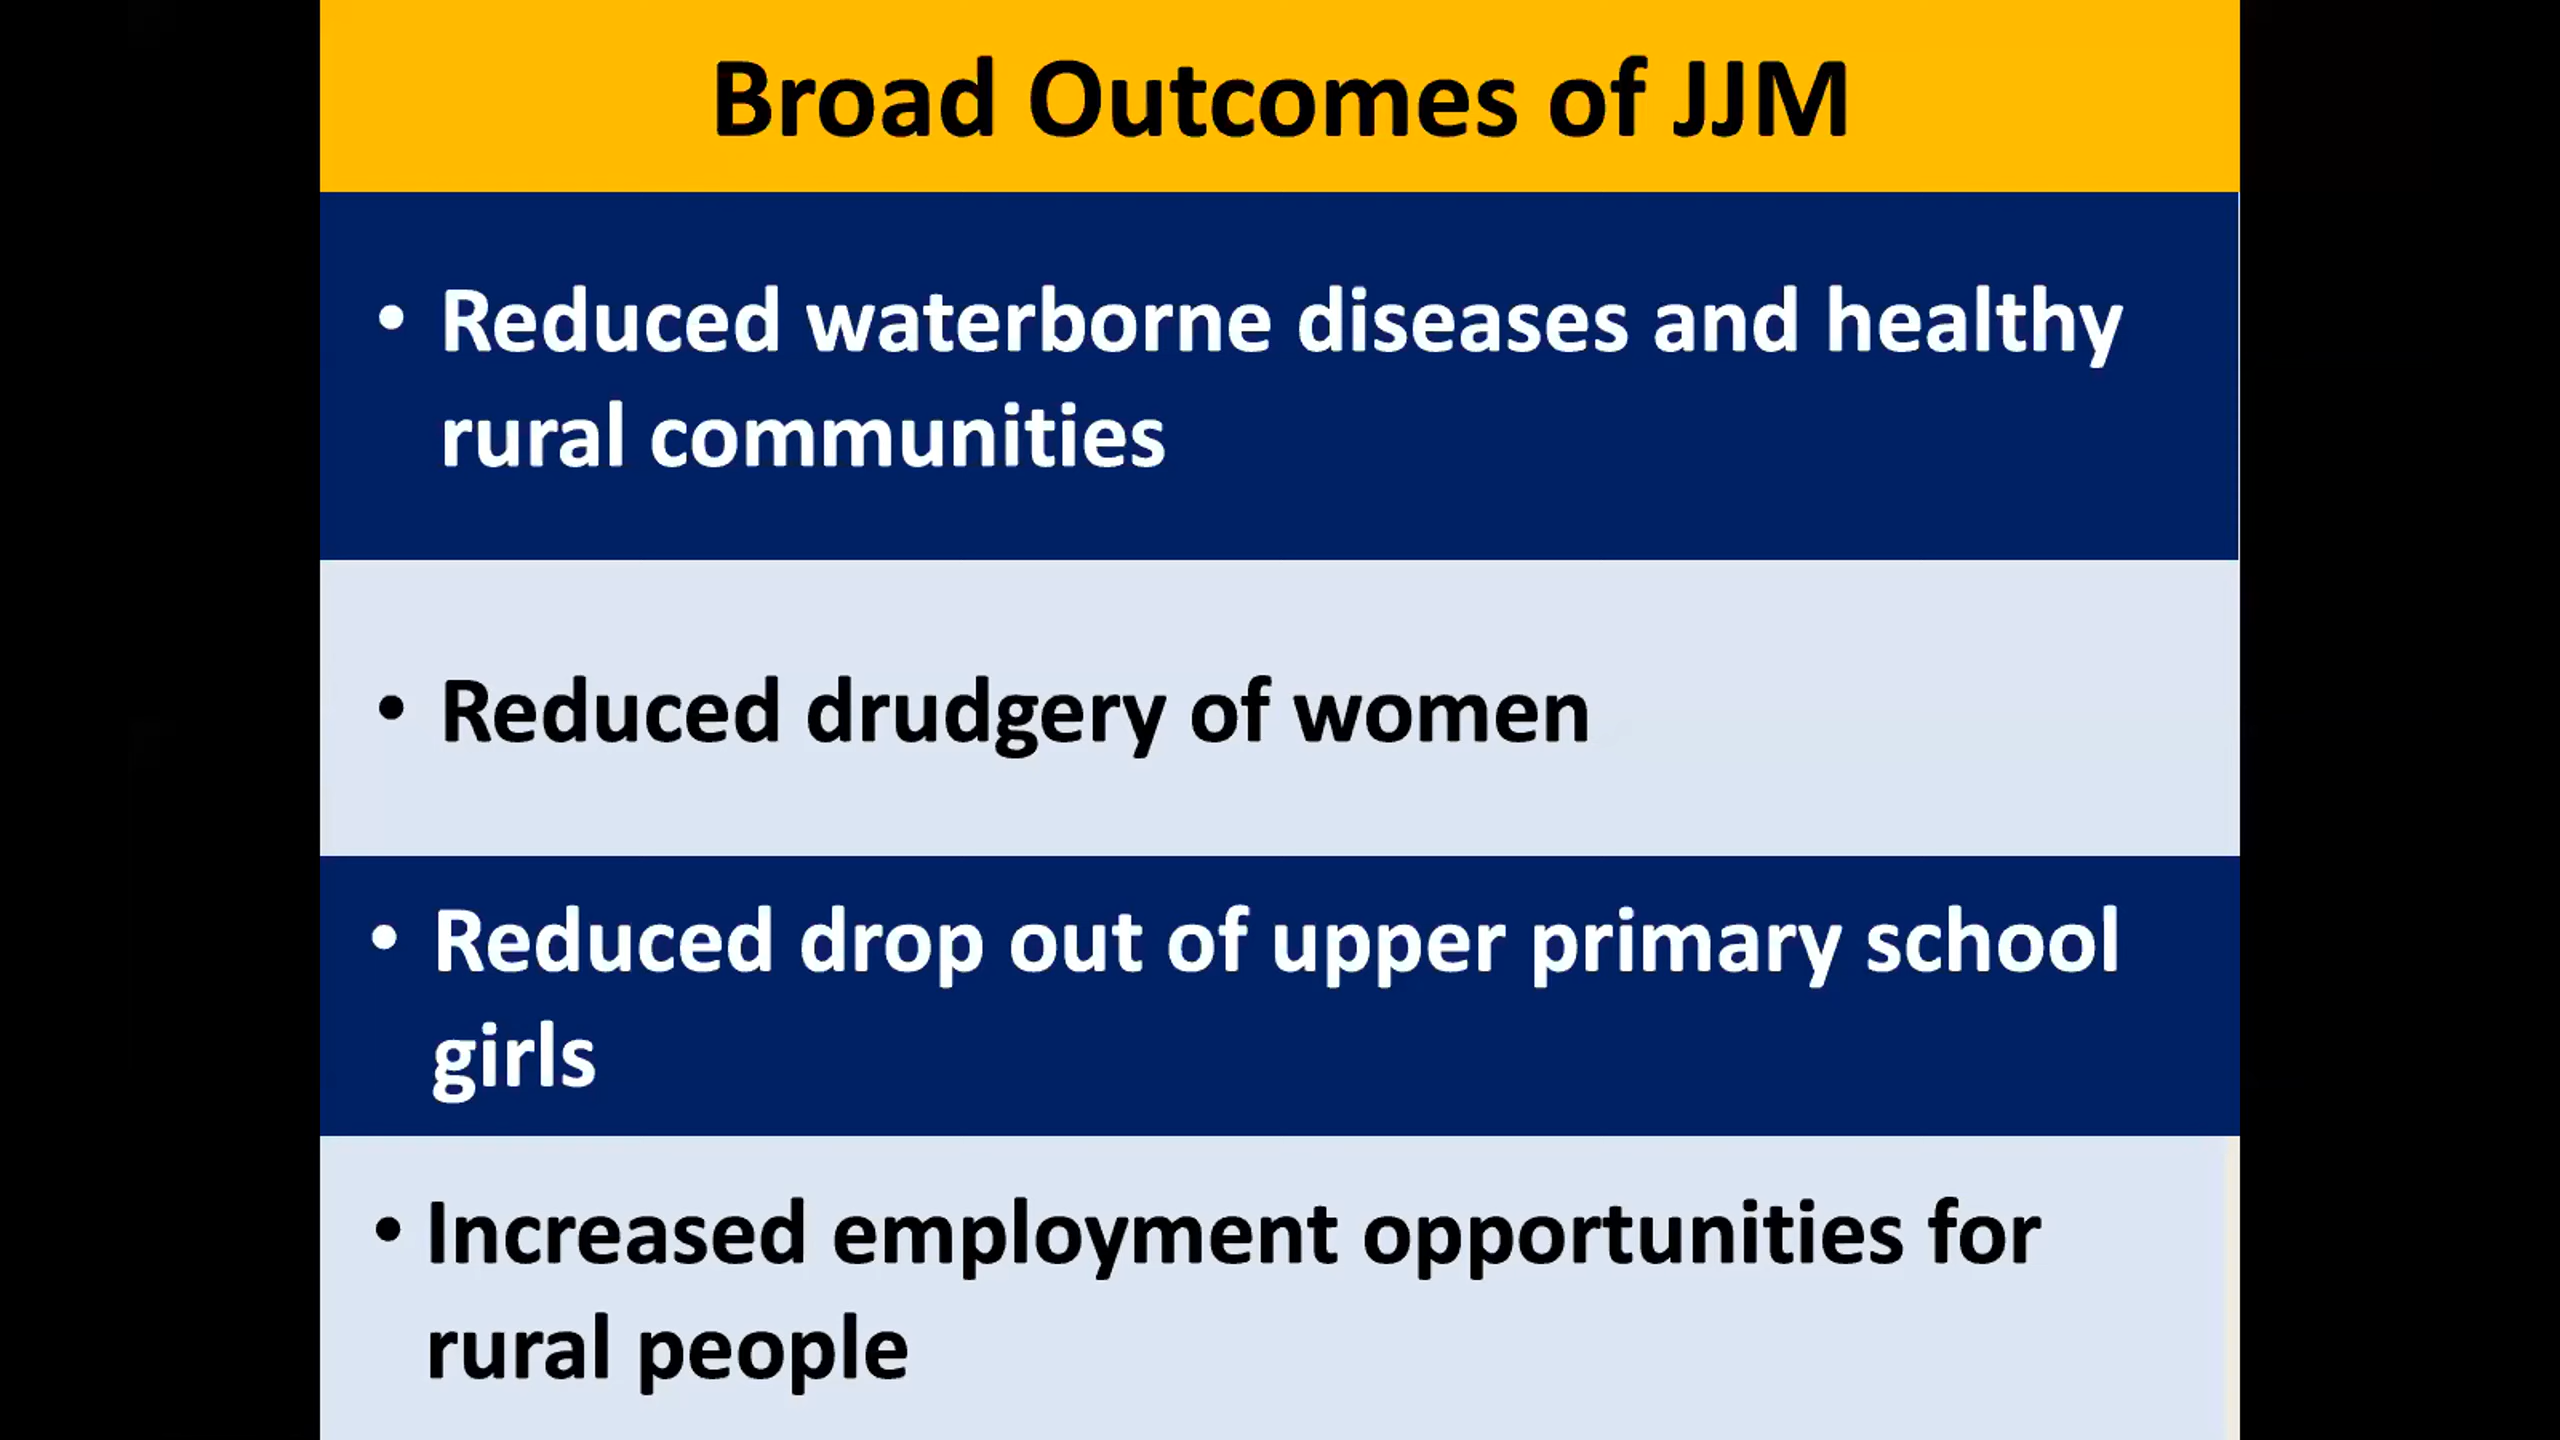 Broad Outcomes of JJM
• Reduced waterborne diseases and healthy
rural communities
• Reduced drudgery of women
• Reduced drop out of upper primary school
girls
• Increased employment opportunities for
rural people